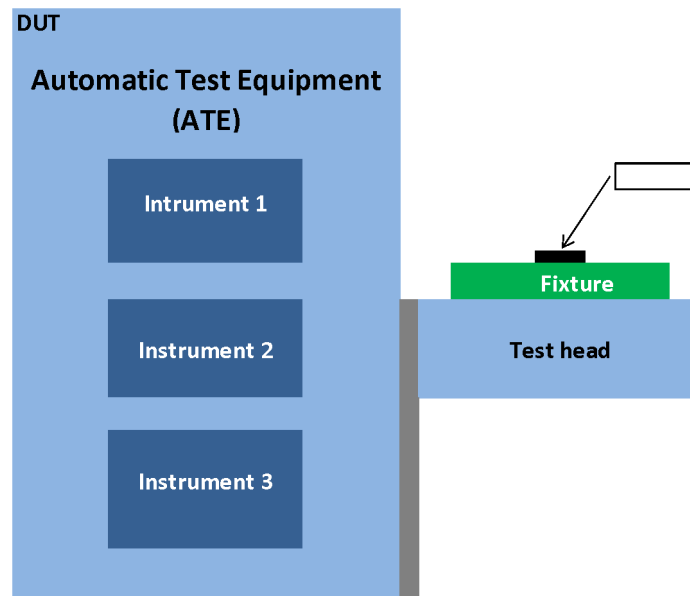 DUT
Automatic Test Equipment
(ATE)
Intrument 1
Instrument 2
Instrument 3
Fixture
Test head